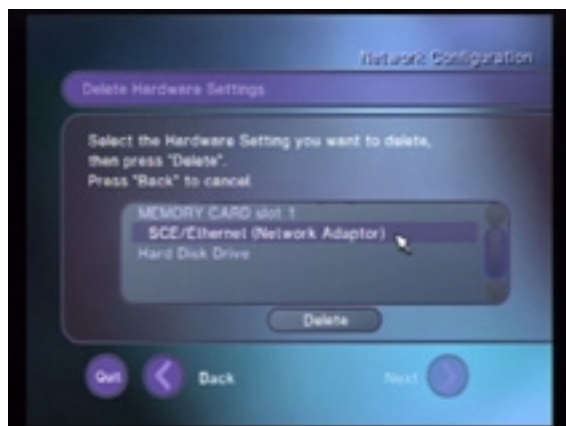 Network Configuration
Delete Hardware Settings
Select the Hardware Setting you want to delete,
then press "Delete".
Press "Back" to cancel
MEMORY CARD slot 1
SCE/Ethernet (Network Adaptor)
Hard Disk Drive
Delete
Quit
Back
Next